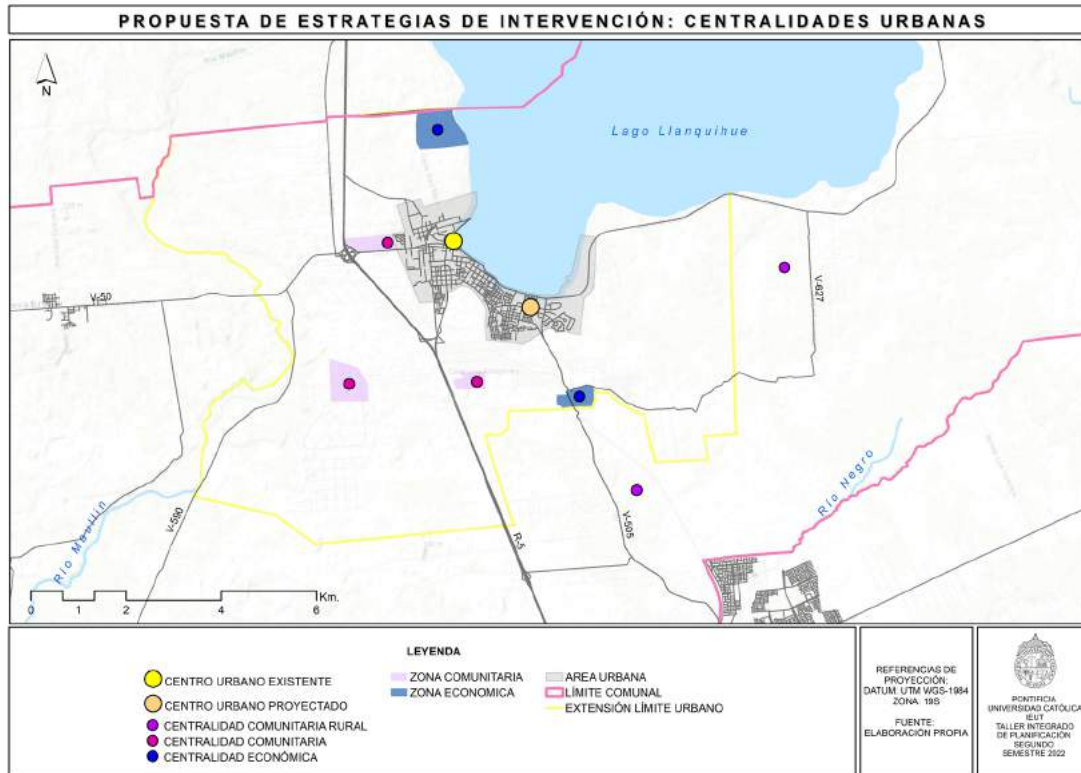 PROPUESTA DE ESTRATEGIAS DE INTERVENCIÓN: CENTRALIDADES URBANAS
N
Lago Llanquihue
V-50
V-627
V-590
R-5
V-505
Río Maullín
Río Negro
Km.
0 1 2 4 6
LEYENDA
CENTRO URBANO EXISTENTE
CENTRO URBANO PROYECTADO
CENTRALIDAD COMUNITARIA RURAL
CENTRALIDAD COMUNITARIA
CENTRALIDAD ECONÓMICA
ZONA COMUNITARIA
ZONA ECONOMICA
AREA URBANA
LÍMITE COMUNAL
EXTENSIÓN LÍMITE URBANO
REFERENCIAS DE
PROYECCIÓN:
DATUM: UTM WGS-1984
ZONA: 19S
FUENTE:
ELABORACIÓN PROPIA
PONTIFICIA
UNIVERSIDAD CATÓLICA
IEUT
TALLER INTEGRADO
DE PLANIFICACIÓN
SEGUNDO
SEMESTRE 2022